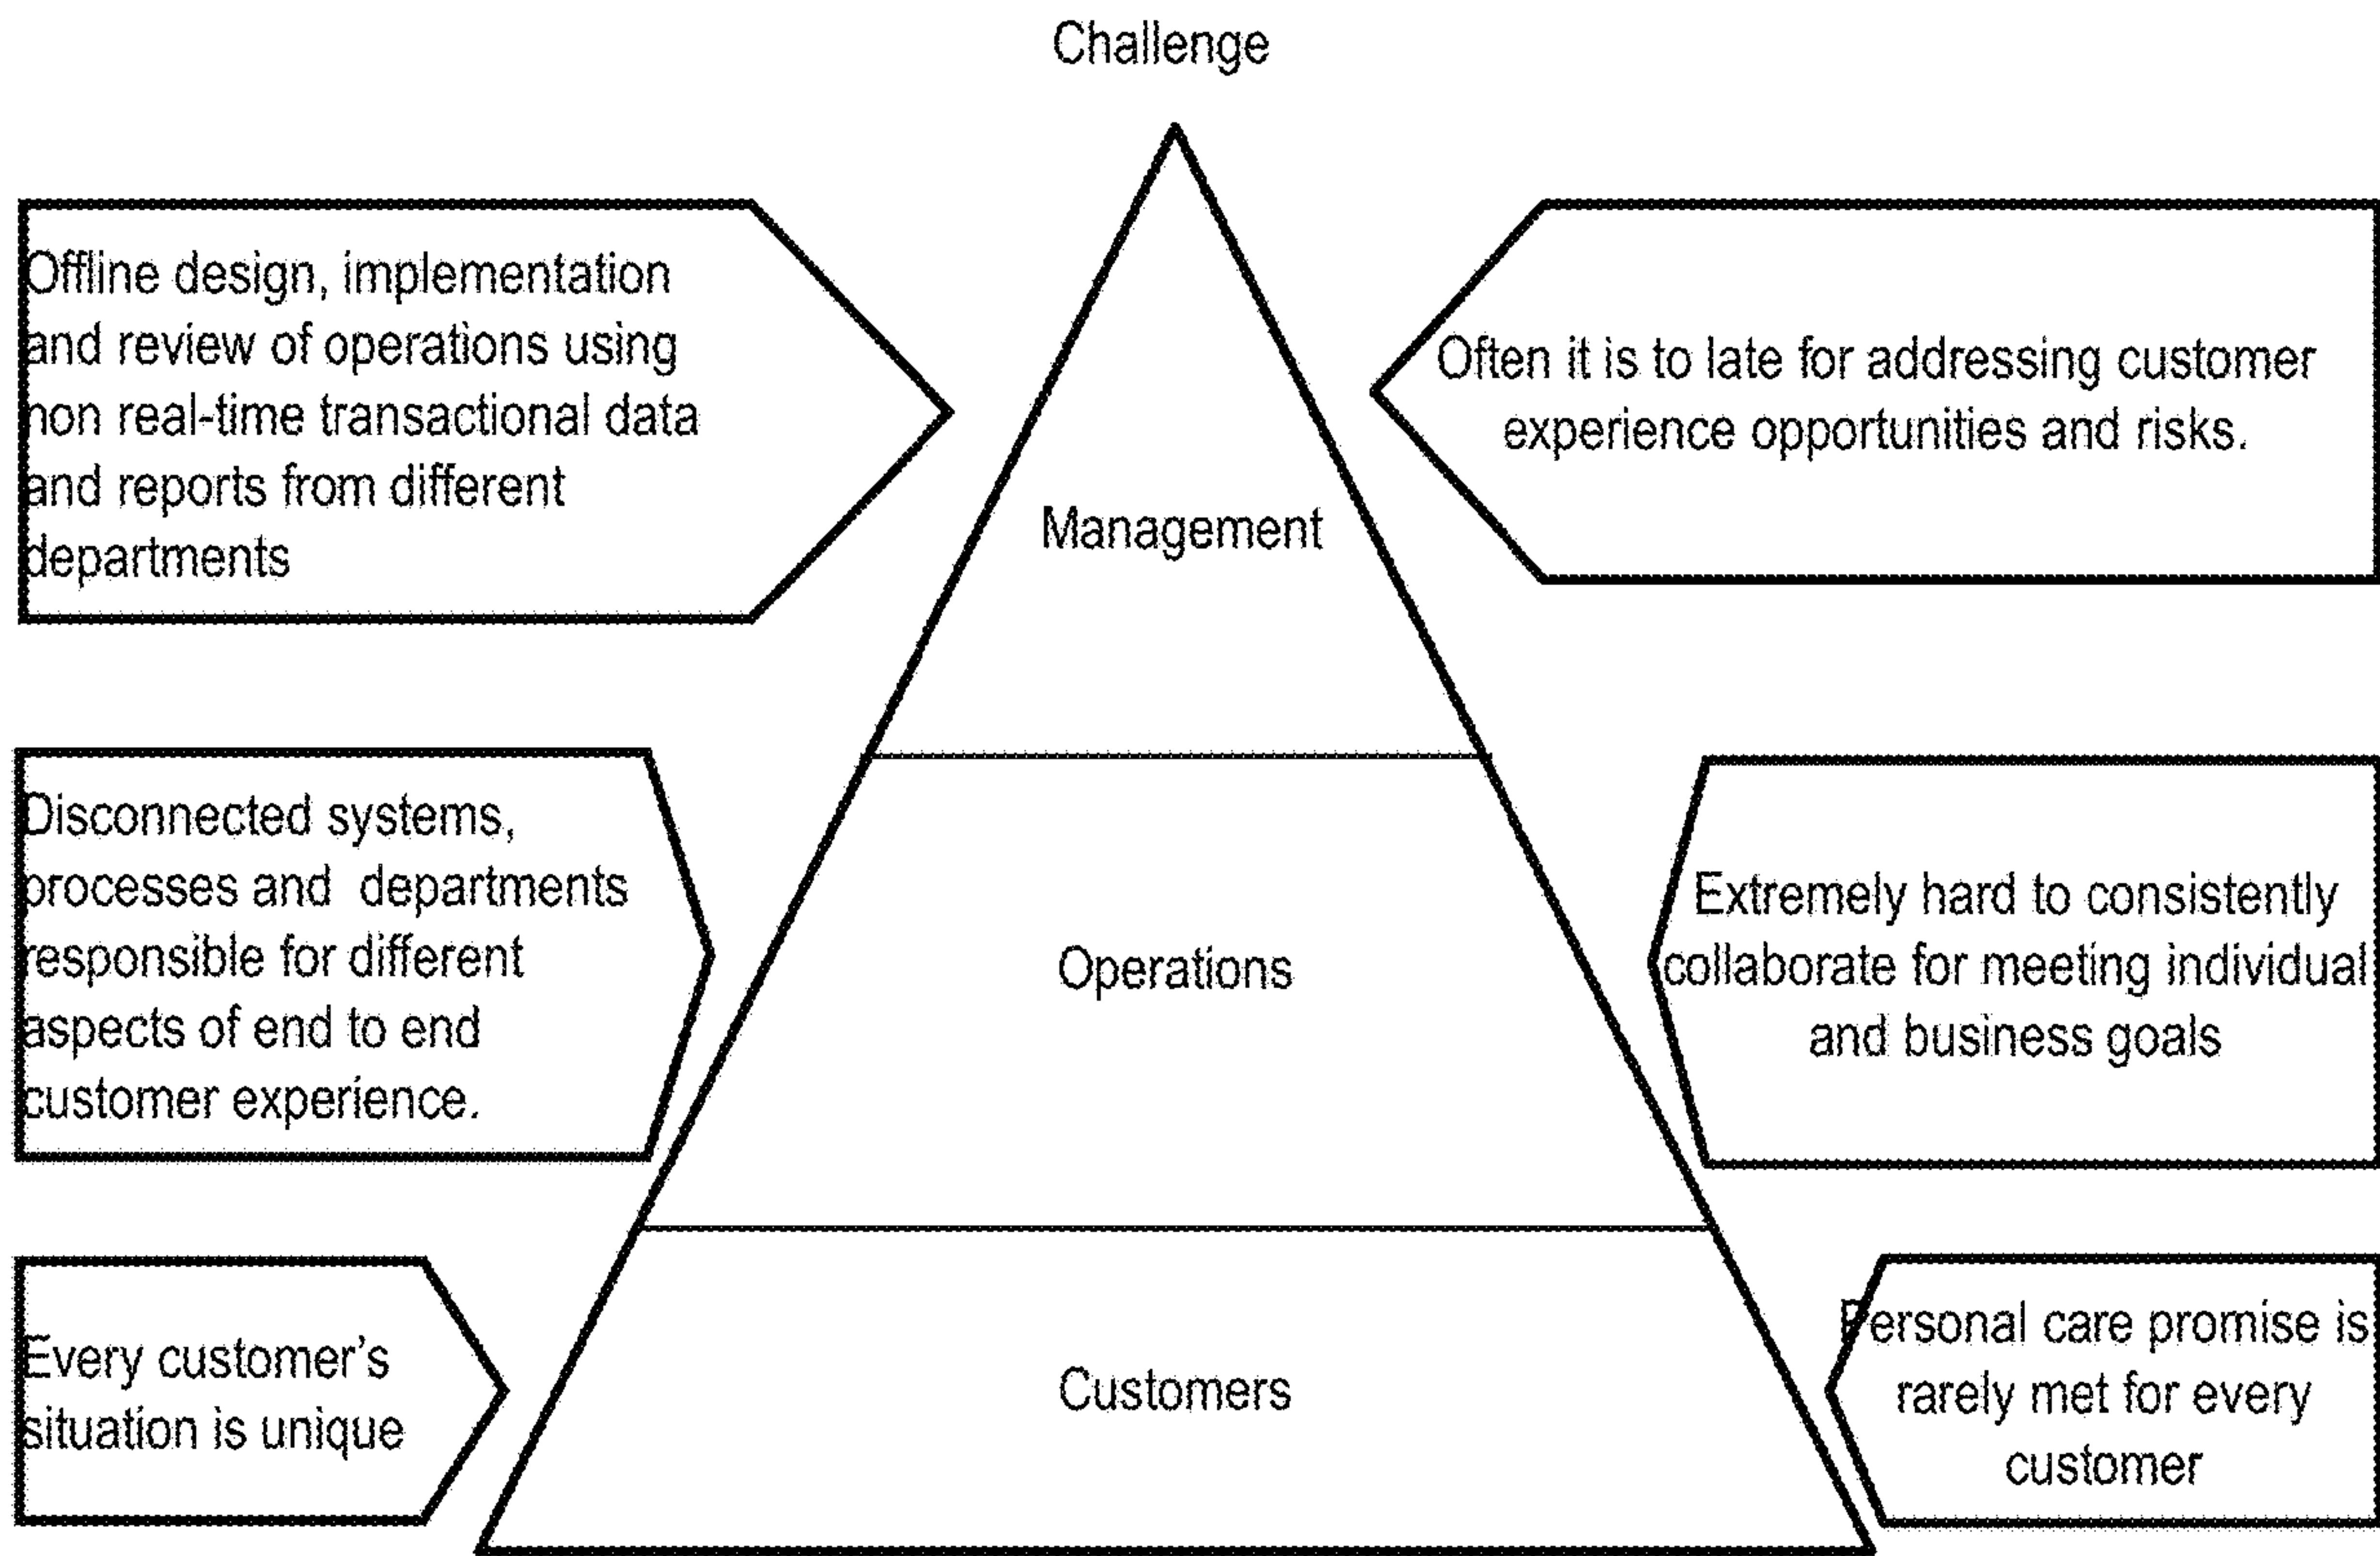 Challenge
Offline design, implementation
and review of operations using
non real-time transactional data
and reports from different
departments
Often it is to late for addressing customer
experience opportunities and risks.
Management
Disconnected systems,
processes and departments
responsible for different
aspects of end to end
customer experience.
Operations
Extremely hard to consistently
collaborate for meeting individual
and business goals
Every customer’s
situation is unique
Customers
Personal care promise is
rarely met for every
customer